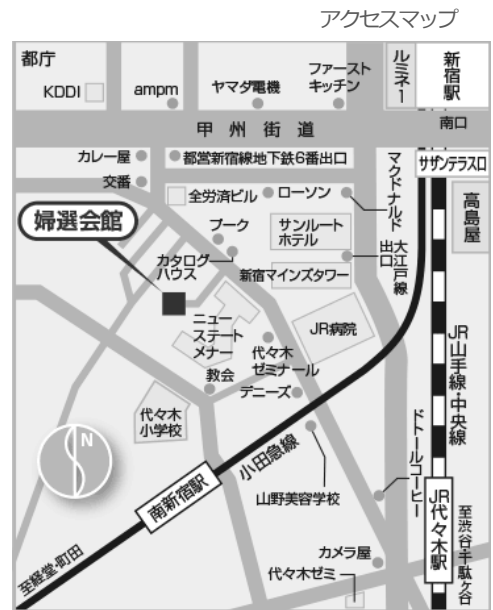 アクセスマップ
都庁
KDDI
ampm
ヤマダ電機
ファースト
キッチン
ルミネ1
新宿駅
南口
甲州街道
カレー屋
都営新宿線地下鉄6番出口
サザンテラス口
交番
全労済ビル
ローソン
マクドナルド
高島屋
婦選会館
プーク
サンルート
ホテル
大江戸線
出口
カタログ
ハウス
新宿マインズタワー
ニュー
ステート
メナー
JR病院
代々木
ゼミナール
JR山手線・中央線
教会
デニーズ
代々木
小学校
小田急線
ドトールコーヒー
N
山野美容学校
南新宿駅
JR代々木駅
至渋谷・千駄ヶ谷
カメラ屋
至経堂・町田
代々木ゼミ